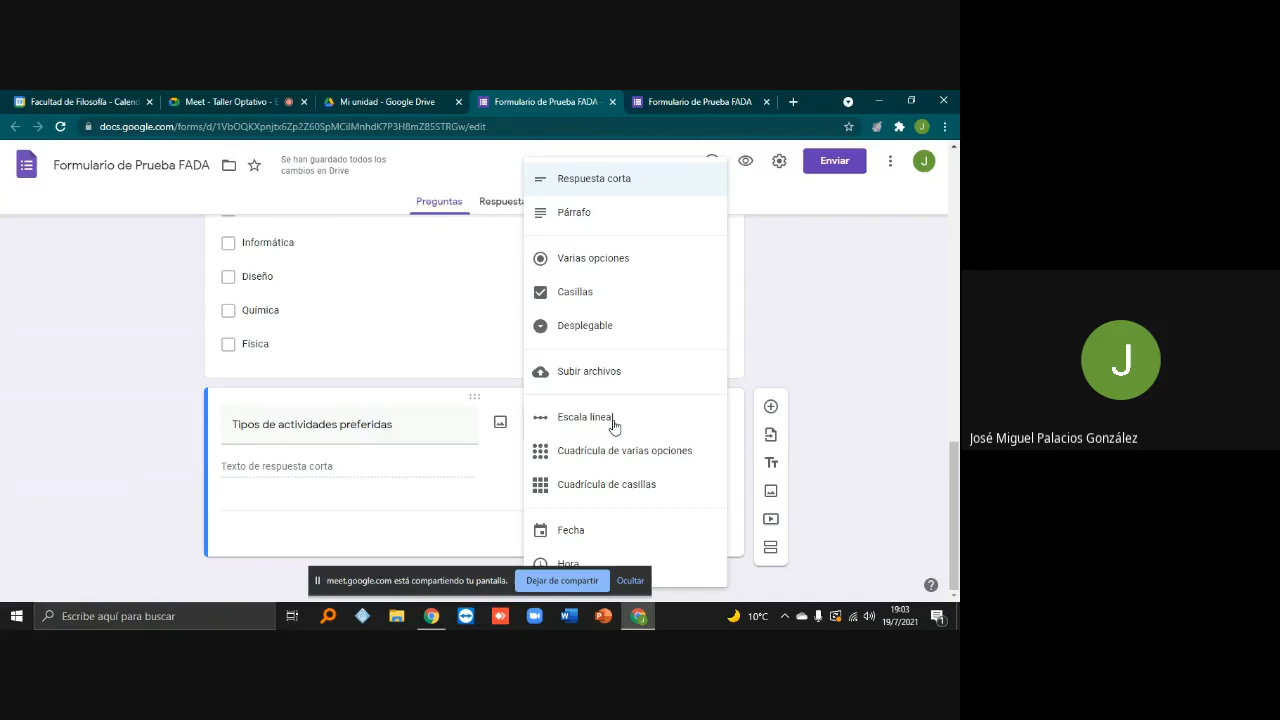 Facultad de Filosofía - Calend
Meet - Taller Optativo - E
Mi unidad - Google Drive
Formulario de Prueba FADA -
Formulario de Prueba FADA
docs.google.com/forms/d/1VbOQKXpnjtx6Zp2Z60SpMCiIMnhdK7P3H8mZ85STRGw/edit
J
Formulario de Prueba FADA
Se han guardado todos los
cambios en Drive
Enviar
J
Preguntas
Respuesta
Informática
Diseño
Química
Física
Tipos de actividades preferidas
Texto de respuesta corta
Respuesta corta
Párrafo
Varias opciones
Casillas
Desplegable
Subir archivos
Escala lineal
Cuadrícula de varias opciones
Cuadrícula de casillas
Fecha
Hora
Tт
meet.google.com está compartiendo tu pantalla.
Dejar de compartir
Ocultar
Escribe aquí para buscar
10°C
19:03
19/7/2021
1
J
José Miguel Palacios González